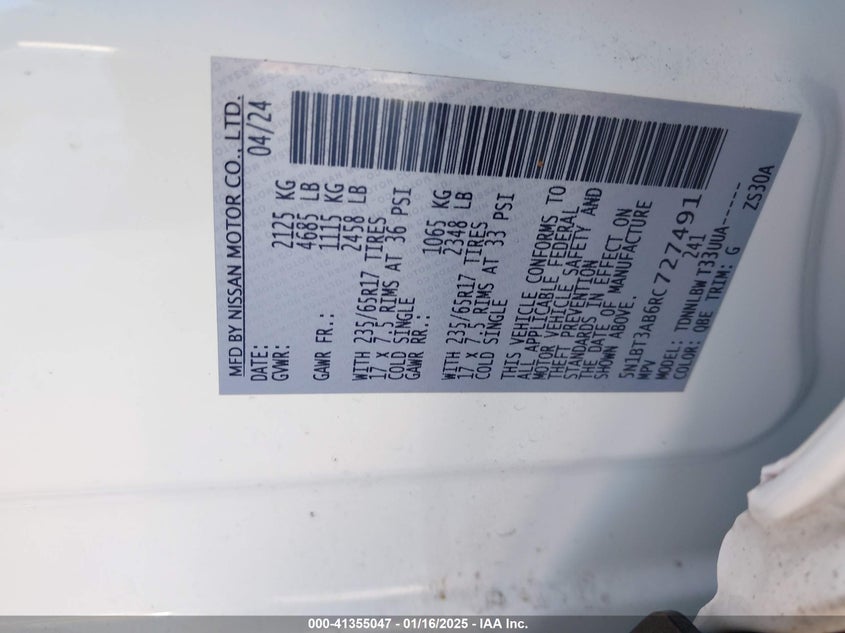 MFD BY NISSAN MOTOR CO., LTD.
DATE: 04/24
GVWR: 2125 KG
4685 LB
GAWR FR.: 1115 KG
2458 LB
WITH 235/65R17 TIRES
17 x 7.5 RIMS AT 36 PSI
COLD SINGLE
GAWR RR.: 1065 KG
2348 LB
WITH 235/65R17 TIRES
17 x 7.5 RIMS AT 33 PSI
COLD SINGLE
THIS VEHICLE CONFORMS TO
ALL APPLICABLE FEDERAL
MOTOR VEHICLE SAFETY AND
THEFT PREVENTION
STANDARDS IN EFFECT ON
THE DATE OF MANUFACTURE
SHOWN ABOVE.
5N1BT3AB6RC727491
MPV 241
MODEL: TDNNLBW T33UUA------
COLOR: QBE TRIM: G ZS30A
000-41355047 - 01/16/2025 - IAA Inc.